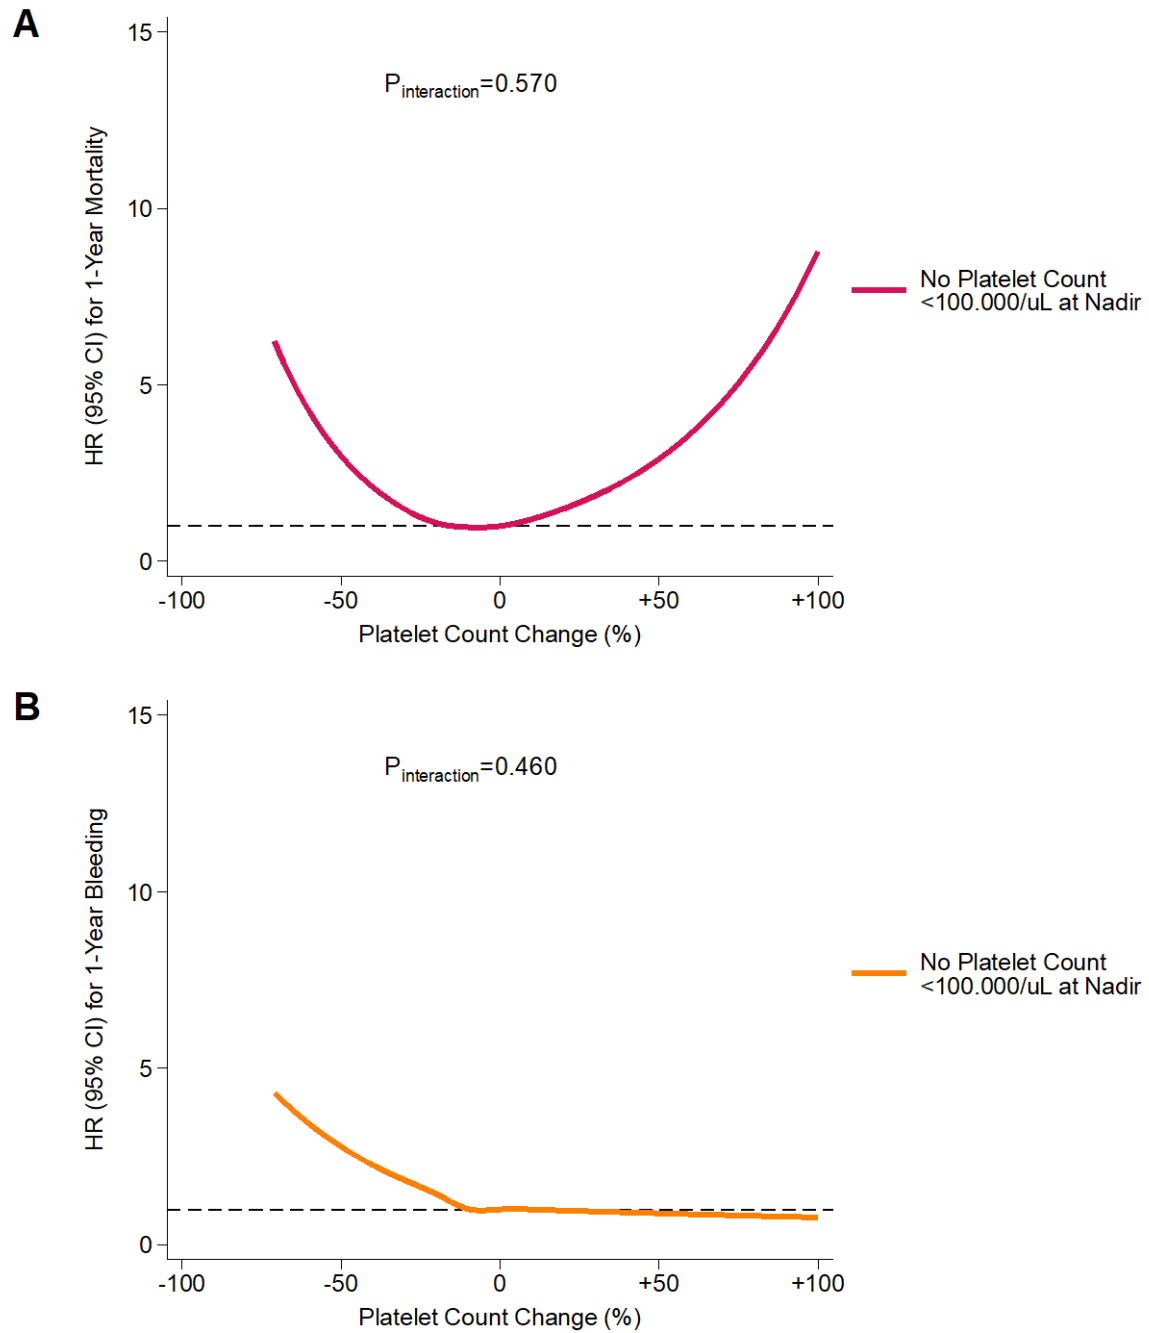 A
15
P interaction=0.570
10
HR (95% CI) for 1-Year Mortality
No Platelet Count
<100.000/uL at Nadir
5
0
-100 -50 0 +50 +100
Platelet Count Change (%)
B
15
P interaction=0.460
10
HR (95% CI) for 1-Year Bleeding
No Platelet Count
<100.000/uL at Nadir
5
0
-100 -50 0 +50 +100
Platelet Count Change (%)